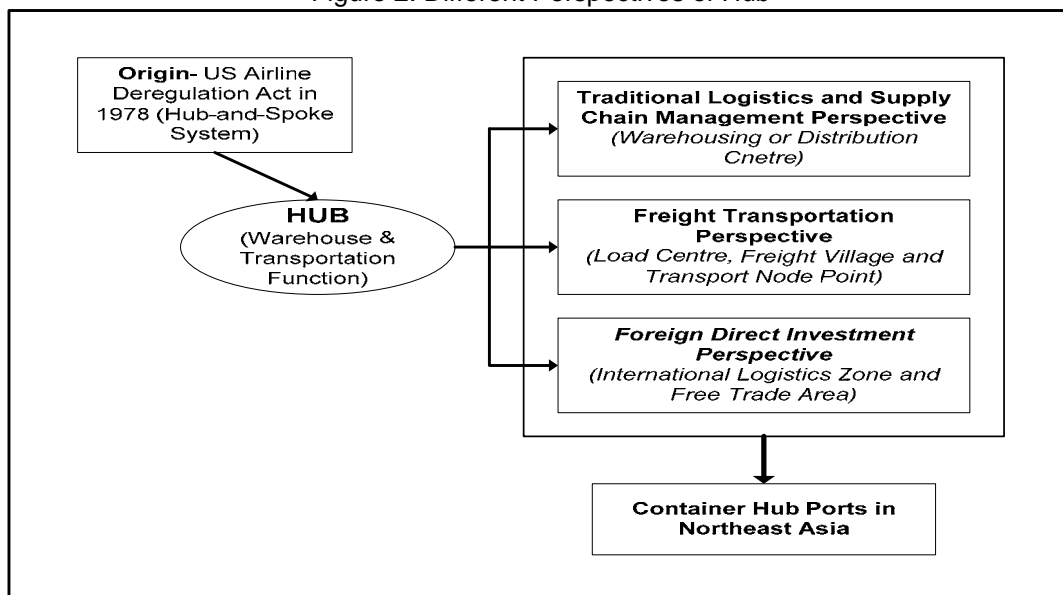 Figure 2: Different Perspectives of Hub
Origin- US Airline
Deregulation Act in
1978 (Hub-and-Spoke
System)
HUB
(Warehouse &
Transportation
Function)
Traditional Logistics and Supply
Chain Management Perspective
(Warehousing or Distribution
Cnetre)
Freight Transportation
Perspective
(Load Centre, Freight Village and
Transport Node Point)
Foreign Direct Investment
Perspective
(International Logistics Zone and
Free Trade Area)
Container Hub Ports in
Northeast Asia